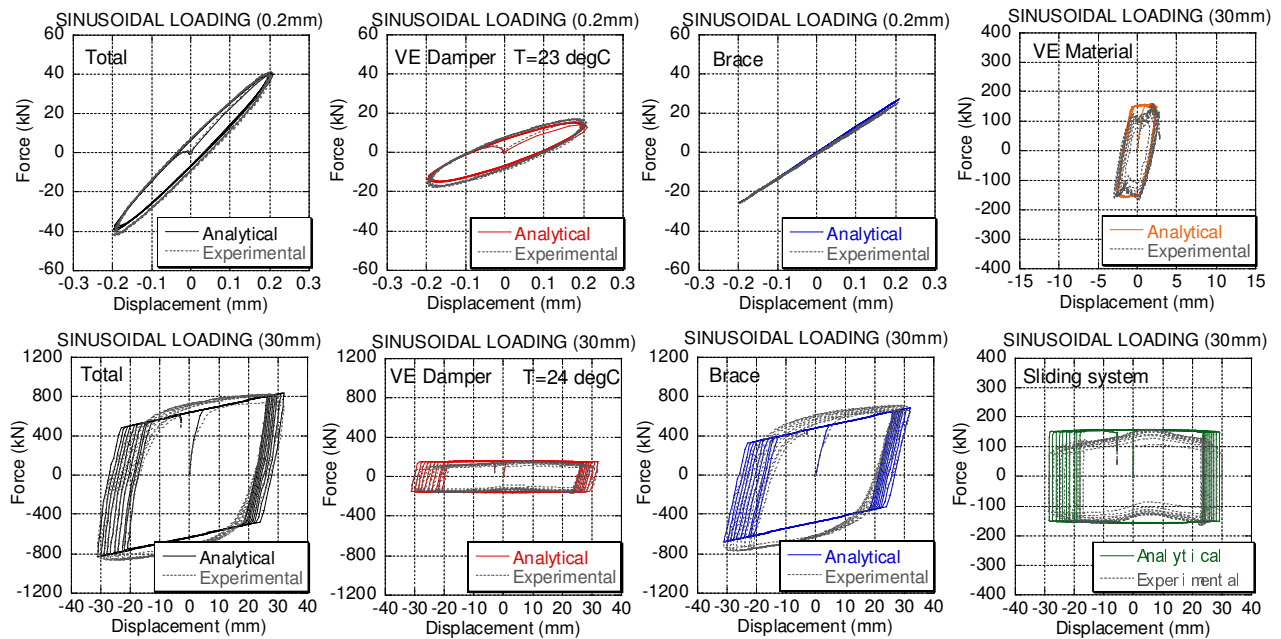 SINUSOIDAL LOADING (0.2mm)
60
40
20
0
-20
-40
-60
Force (kN)
Total
Analytical
Experimental
-0.3 -0.2 -0.1 0 0.1 0.2 0.3
Displacement (mm)
SINUSOIDAL LOADING (0.2mm)
60
40
20
0
-20
-40
-60
Force (kN)
VE Damper T=23 degC
Analytical
Experimental
-0.3 -0.2 -0.1 0 0.1 0.2 0.3
Displacement (mm)
SINUSOIDAL LOADING (0.2mm)
60
40
20
0
-20
-40
-60
Force (kN)
Brace
Analytical
Experimental
-0.3 -0.2 -0.1 0 0.1 0.2 0.3
Displacement (mm)
SINUSOIDAL LOADING (30mm)
400
300
200
100
0
-100
-200
-300
-400
Force (kN)
VE Material
Analytical
Experimental
-15 -10 -5 0 5 10 15
Displacement (mm)
SINUSOIDAL LOADING (30mm)
1200
800
400
0
-400
-800
-1200
Force (kN)
Total
Analytical
Experimental
-40 -30 -20 -10 0 10 20 30 40
Displacement (mm)
SINUSOIDAL LOADING (30mm)
1200
800
400
0
-400
-800
-1200
Force (kN)
VE Damper T=24 degC
Analytical
Experimental
-40 -30 -20 -10 0 10 20 30 40
Displacement (mm)
SINUSOIDAL LOADING (30mm)
1200
800
400
0
-400
-800
-1200
Force (kN)
Brace
Analytical
Experimental
-40 -30 -20 -10 0 10 20 30 40
Displacement (mm)
SINUSOIDAL LOADING (30mm)
400
300
200
100
0
-100
-200
-300
-400
Force (kN)
Sliding system
Analytical
Experimental
-40 -30 -20 -10 0 10 20 30 40
Displacement (mm)